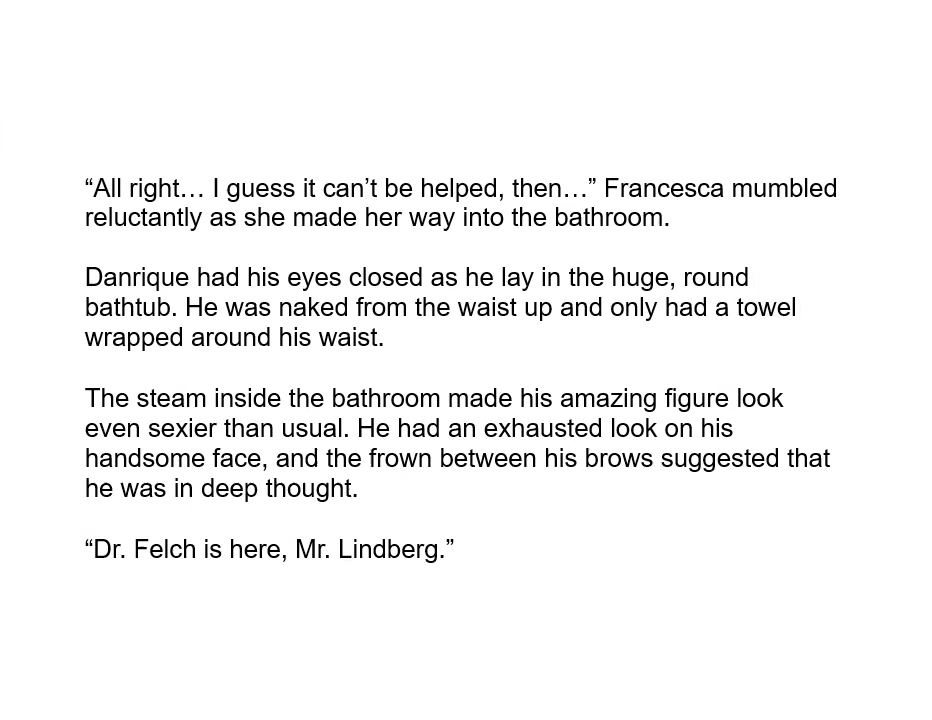 “All right… I guess it can’t be helped, then…” Francesca mumbled
reluctantly as she made her way into the bathroom.
Danrique had his eyes closed as he lay in the huge, round
bathtub. He was naked from the waist up and only had a towel
wrapped around his waist.
The steam inside the bathroom made his amazing figure look
even sexier than usual. He had an exhausted look on his
handsome face, and the frown between his brows suggested that
he was in deep thought.
“Dr. Felch is here, Mr. Lindberg.”